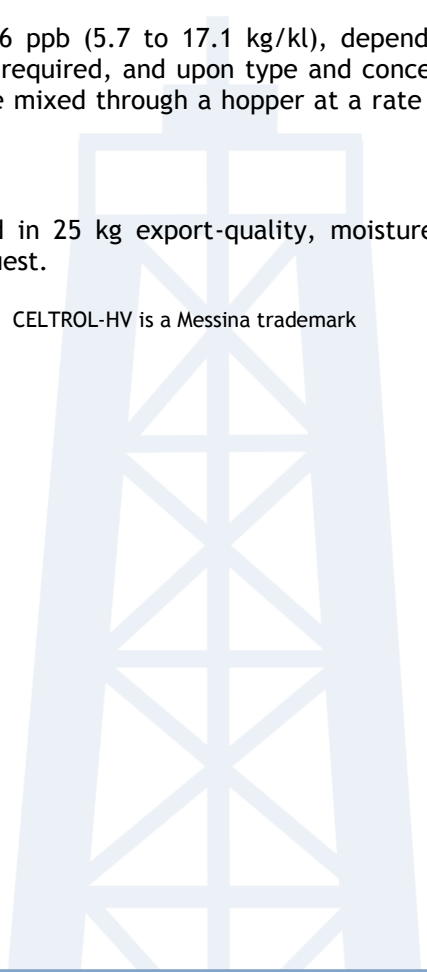 6 ppb (5.7 to 17.1 kg/kl), depend
required, and upon type and conce
e mixed through a hopper at a rate
in 25 kg export-quality, moisture
uest.
CELTROL-HV is a Messina trademark